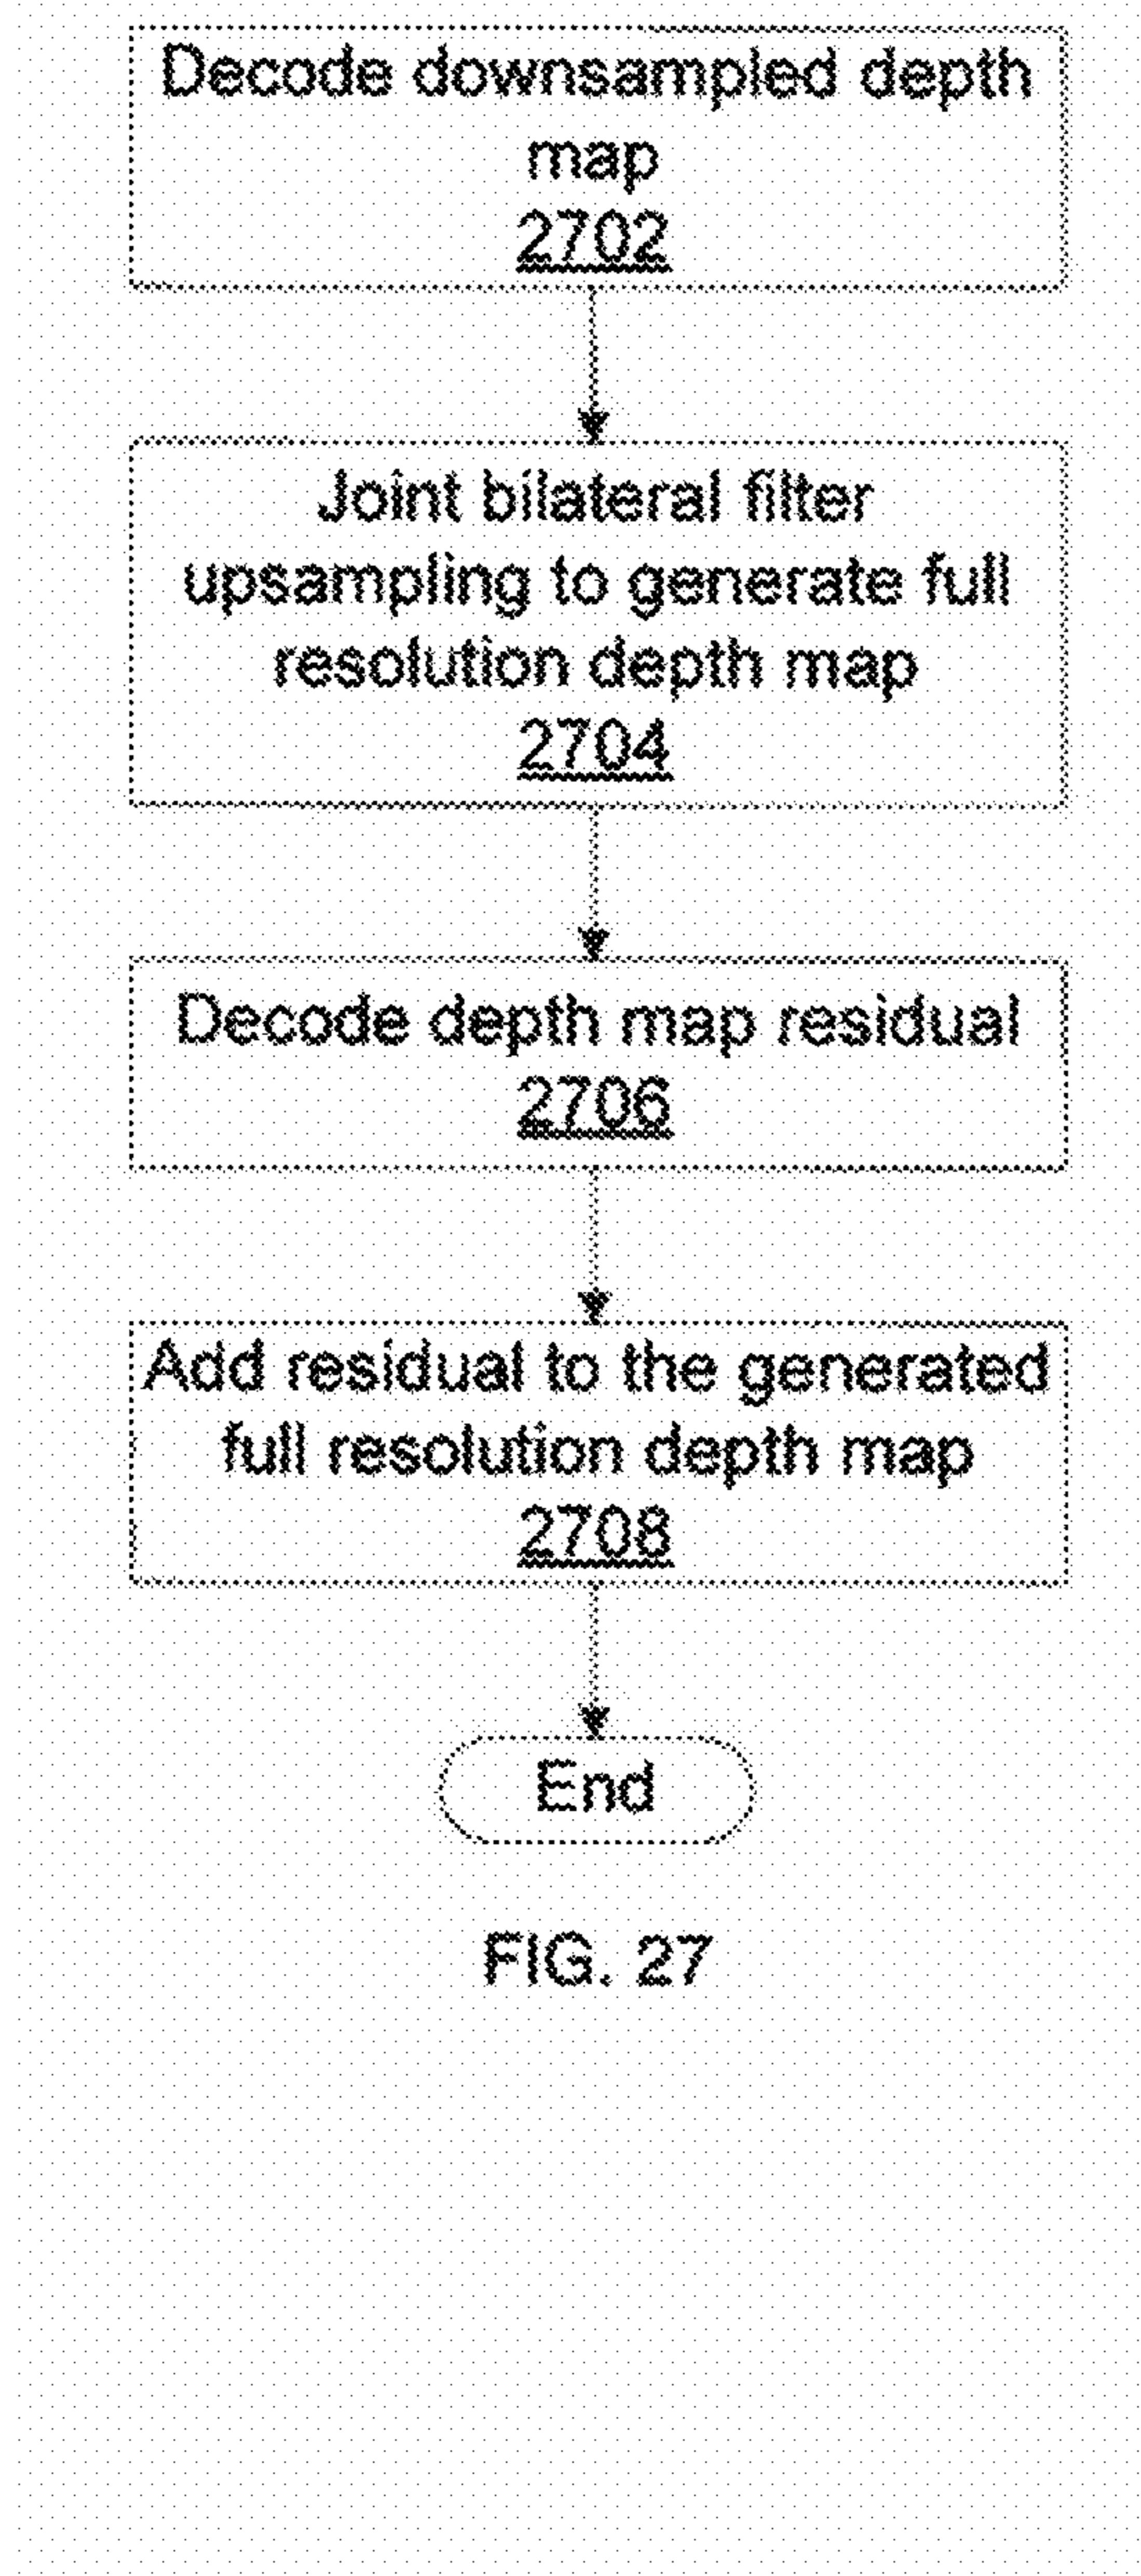 Decode downsampled depth
map
2702
Joint bilateral filter
upsampling to generate full
resolution depth map
2704
Decode depth map residual
2706
Add residual to the generated
full resolution depth map
2708
End
FIG. 27